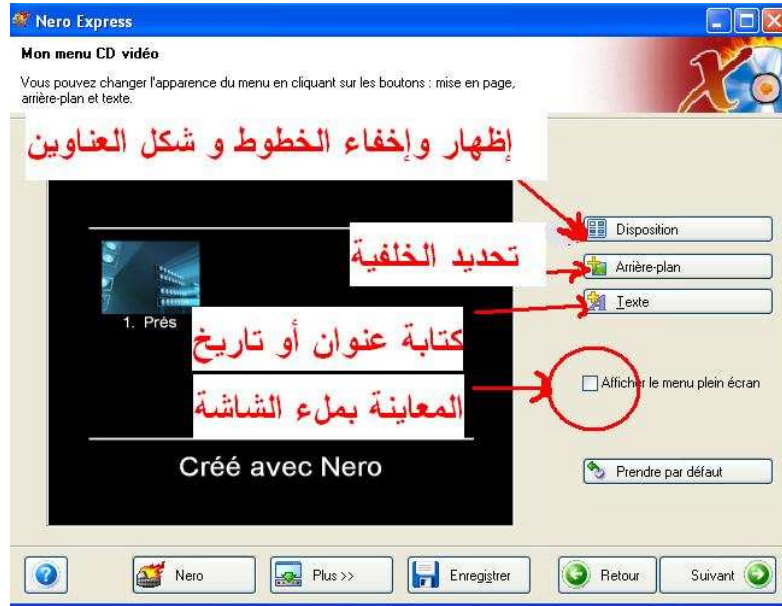 Nero Express
Mon menu CD vidéo
Vous pouvez changer l'apparence du menu en cliquant sur les boutons : mise en page,
arrière-plan et texte.
إظهار وإخفاء الخطوط و شكل العناوين
Disposition
تحديد الخلفية
Arrière-plan
Texte
1. Prés
كتابة عنوان أو تاريخ
Afficher le menu plein écran
المعاينة بملء الشاشة
Créé avec Nero
Prendre par défaut
Nero
Plus >>
Enregistrer
Retour
Suivant